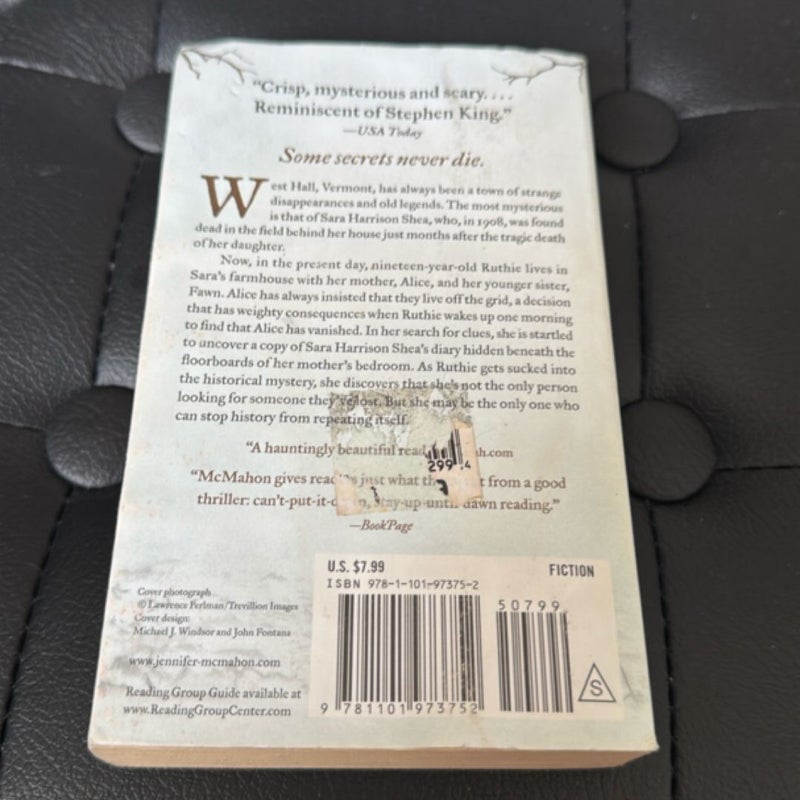 “Crisp, mysterious and scary. . . .
Reminiscent of Stephen King.”
—USA Today
Some secrets never die.
West Hall, Vermont, has always been a town of strange
disappearances and old legends. The most mysterious
is that of Sara Harrison Shea, who, in 1908, was found
dead in the field behind her house just months after the tragic death
of her daughter.
Now, in the present day, nineteen-year-old Ruthie lives in
Sara’s farmhouse with her mother, Alice, and her younger sister,
Fawn. Alice has always insisted that they live off the grid, a decision
that has weighty consequences when Ruthie wakes up one morning
to find that Alice has vanished. In her search for clues, she is startled
to uncover a copy of Sara Harrison Shea’s diary hidden beneath the
floorboards of her mother’s bedroom. As Ruthie gets sucked into
the historical mystery, she discovers that she’s not the only person
looking for someone they’ve lost. But she may be the only one who
can stop history from repeating itself.
“A hauntingly beautiful read
299 .4
“McMahon gives just what from a good
thriller: stay-up-until-dawn reading.”
—BookPage
U.S. $7.99 FICTION
ISBN 978-1-101-97375-2
50799
9 781101 973752
S
Cover photograph
© Lawrence Perlman/Trevillion Images
Cover design:
Michael J. Windsor and John Fontana
www.jennifer-mcmahon.com
Reading Group Guide available at
www.ReadingGroupCenter.com